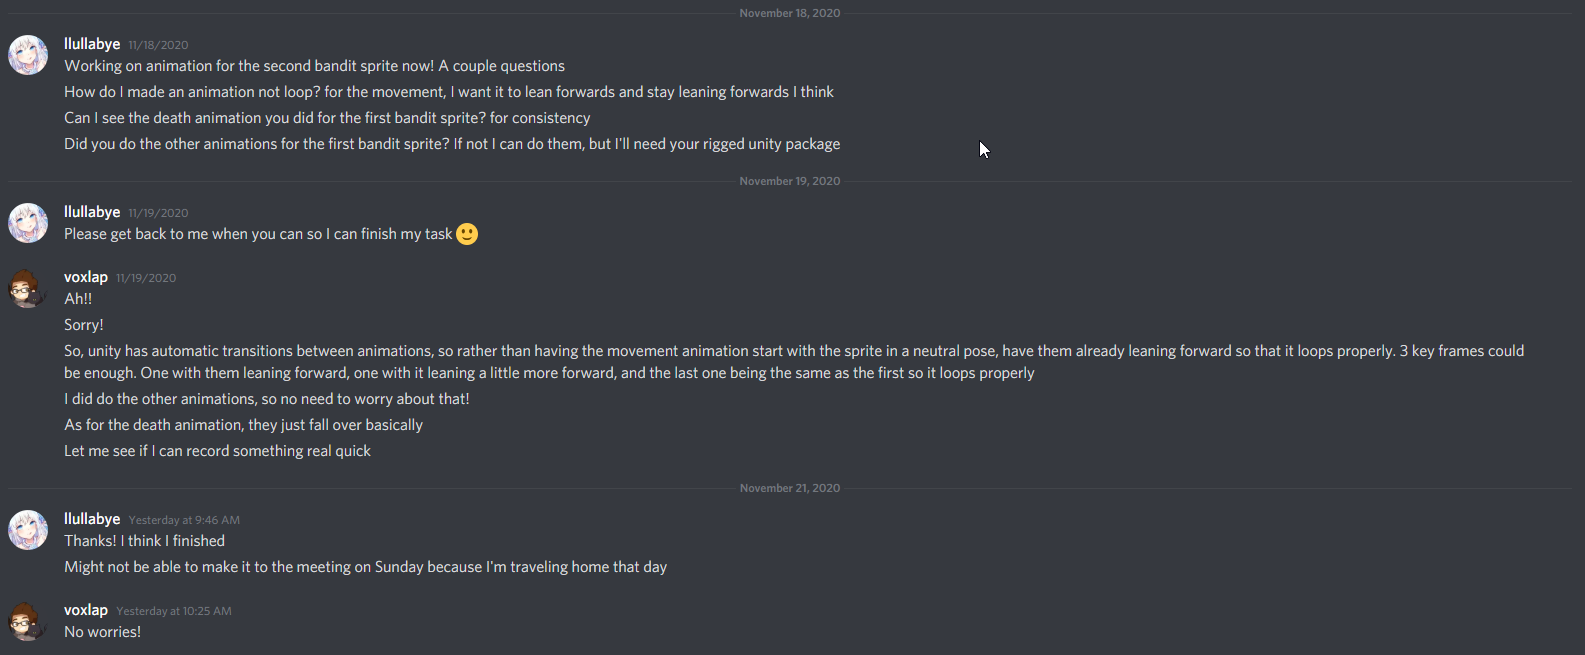 November 18, 2020
llullabye 11/18/2020
Working on animation for the second bandit sprite now! A couple questions
How do I made an animation not loop? for the movement, I want it to lean forwards and stay leaning forwards I think
Can I see the death animation you did for the first bandit sprite? for consistency
Did you do the other animations for the first bandit sprite? If not I can do them, but I'll need your rigged unity package
November 19, 2020
llullabye 11/19/2020
Please get back to me when you can so I can finish my task 🙂
voxlap 11/19/2020
Ah!!
Sorry!
So, unity has automatic transitions between animations, so rather than having the movement animation start with the sprite in a neutral pose, have them already leaning forward so that it loops properly. 3 key frames could
be enough. One with them leaning forward, one with it leaning a little more forward, and the last one being the same as the first so it loops properly
I did do the other animations, so no need to worry about that!
As for the death animation, they just fall over basically
Let me see if I can record something real quick
November 21, 2020
llullabye Yesterday at 9:46 AM
Thanks! I think I finished
Might not be able to make it to the meeting on Sunday because I'm traveling home that day
voxlap Yesterday at 10:25 AM
No worries!